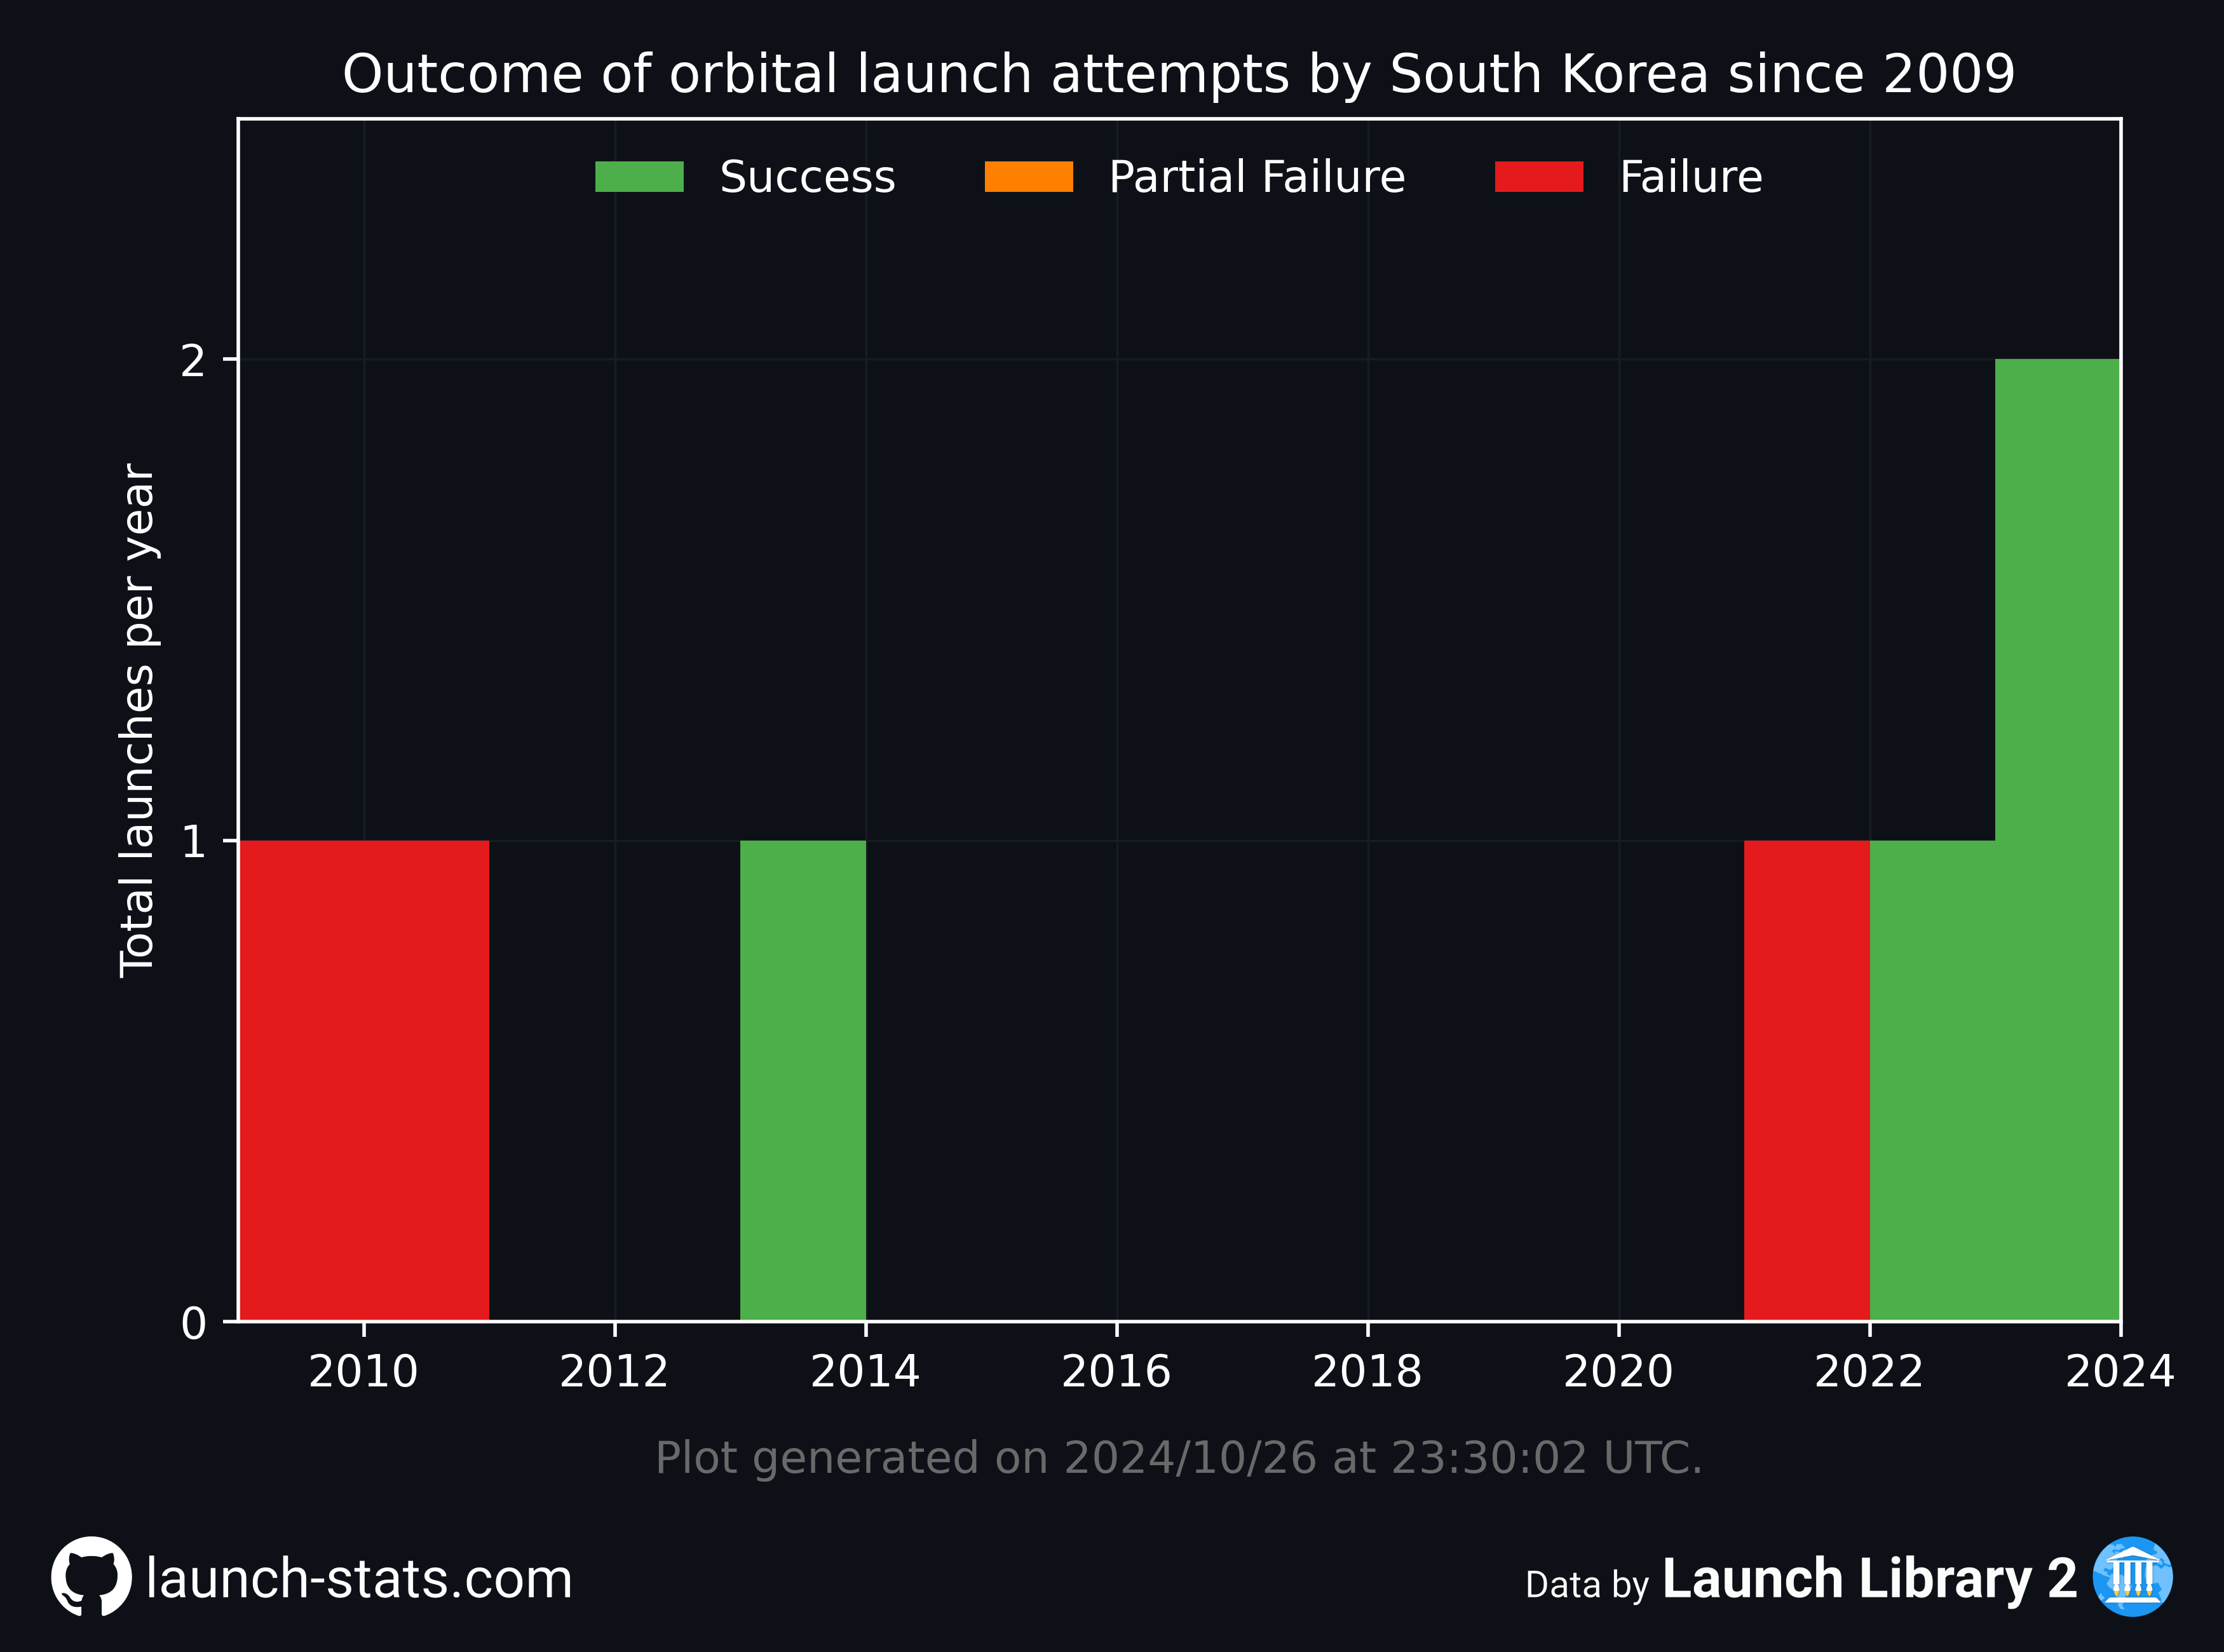 Outcome of orbital launch attempts by South Korea since 2009
Success Partial Failure Failure
Total launches per year
2
1
0
2010 2012 2014 2016 2018 2020 2022 2024
Plot generated on 2024/10/26 at 23:30:02 UTC.
launch-stats.com
Data by Launch Library 2